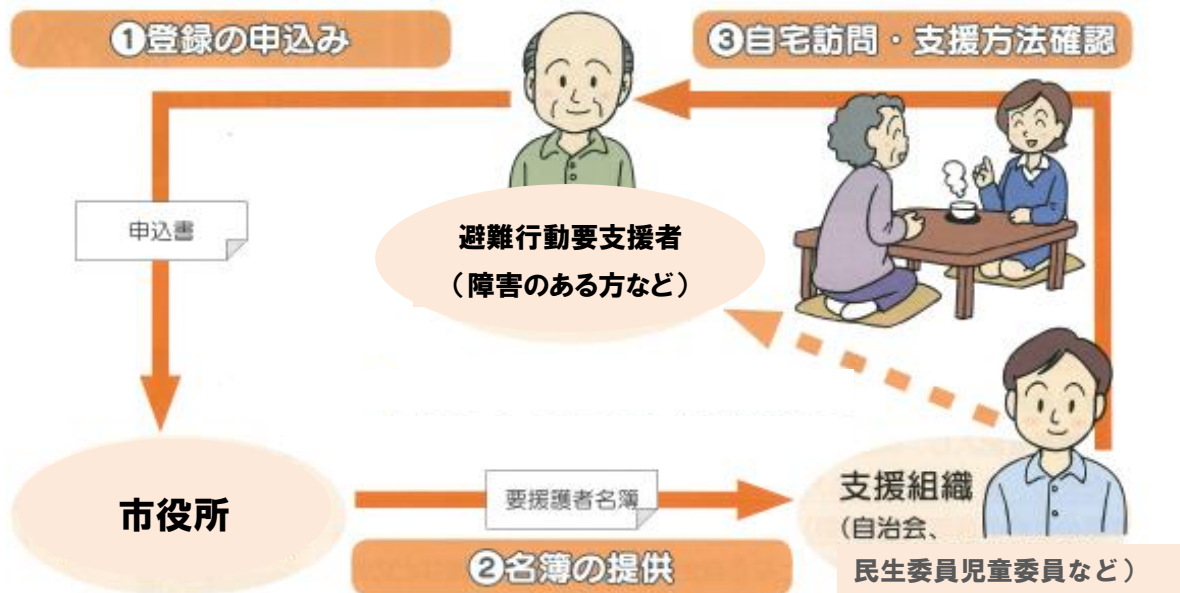 ❶登録の申込み
❸自宅訪問・支援方法確認
申込書
避難行動要支援者
（障害のある方など）
市役所
要援護者名簿
❷名簿の提供
支援組織
（自治会、
民生委員児童委員など）